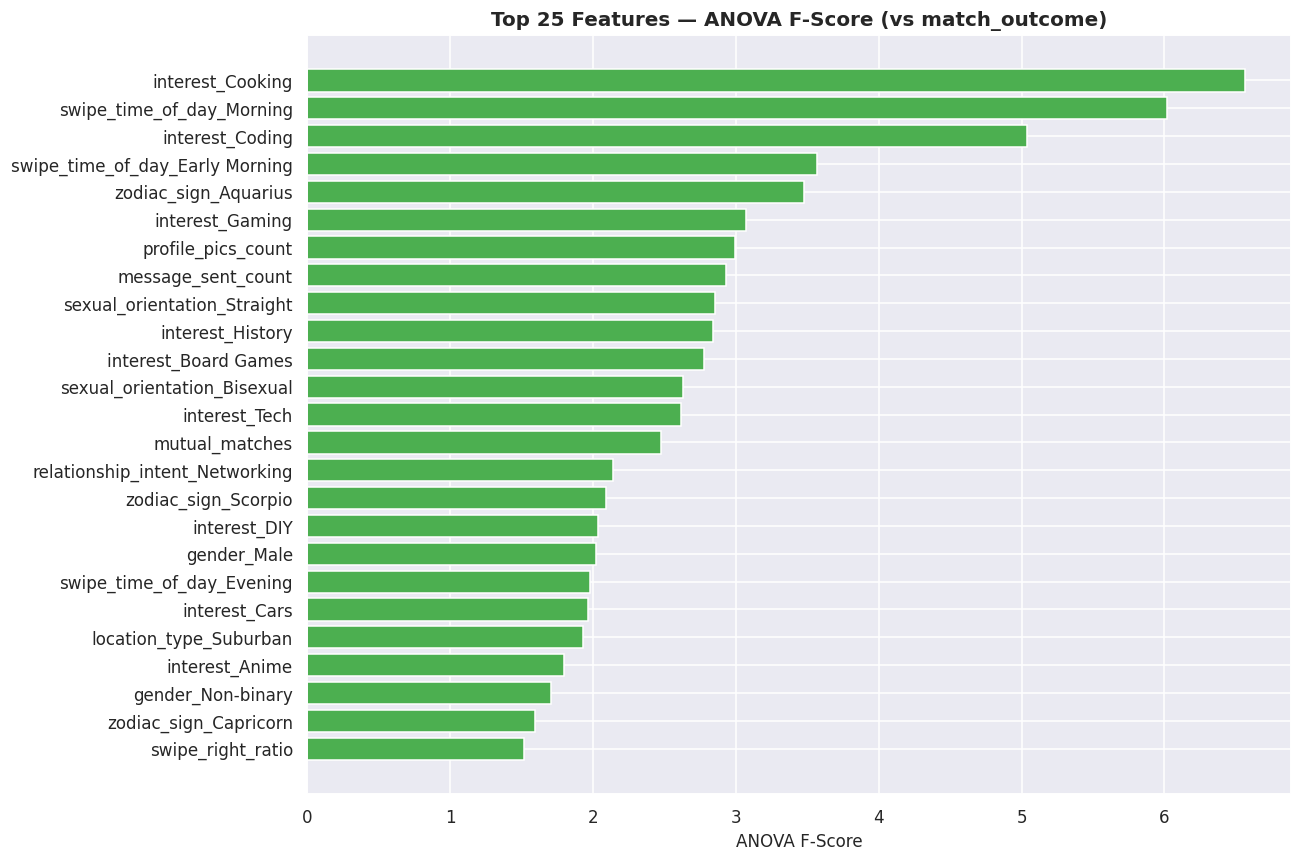 Top 25 Features — ANOVA F-Score (vs match_outcome)
interest_Cooking
swipe_time_of_day_Morning
interest_Coding
swipe_time_of_day_Early Morning
zodiac_sign_Aquarius
interest_Gaming
profile_pics_count
message_sent_count
sexual_orientation_Straight
interest_History
interest_Board Games
sexual_orientation_Bisexual
interest_Tech
mutual_matches
relationship_intent_Networking
zodiac_sign_Scorpio
interest_DIY
gender_Male
swipe_time_of_day_Evening
interest_Cars
location_type_Suburban
interest_Anime
gender_Non-binary
zodiac_sign_Capricorn
swipe_right_ratio
0 1 2 3 4 5 6
ANOVA F-Score